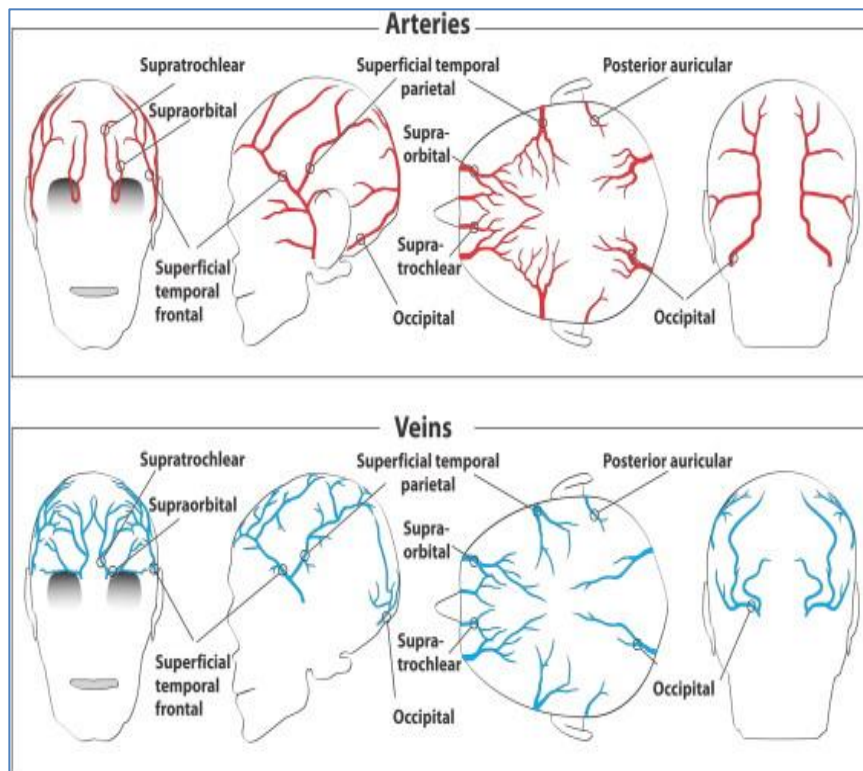 Arteries
Supratrochlear
Supraorbital
Superficial temporal
parietal
Posterior auricular
Supra-
orbital
Supra-
trochlear
Superficial
temporal
frontal
Occipital
Occipital
Veins
Supratrochlear
Supraorbital
Superficial temporal
parietal
Posterior auricular
Supra-
orbital
Supra-
trochlear
Superficial
temporal
frontal
Occipital
Occipital